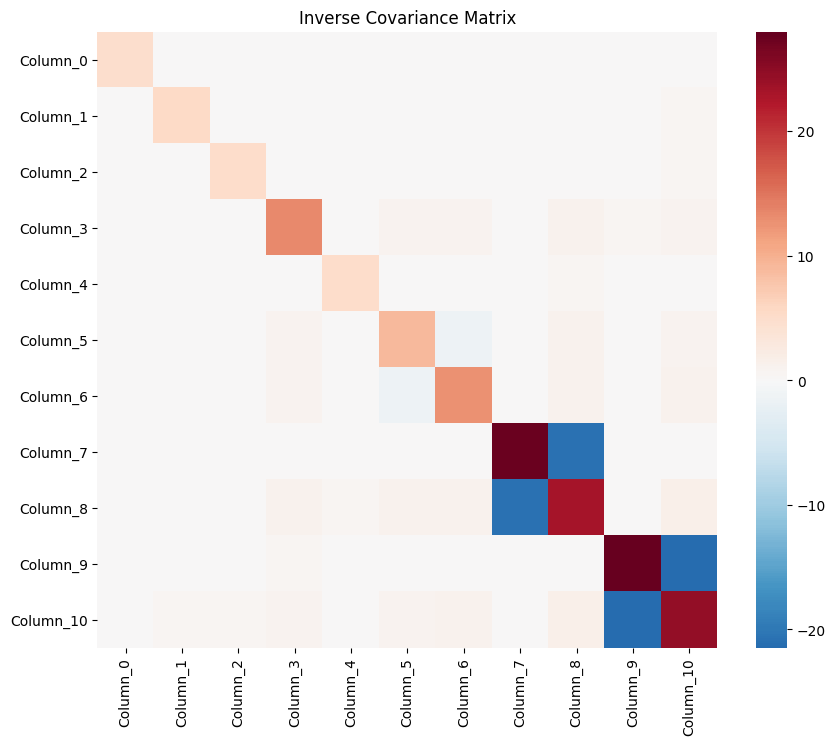 Inverse Covariance Matrix
Column_0
Column_1
Column_2
Column_3
Column_4
Column_5
Column_6
Column_7
Column_8
Column_9
Column_10
Column_0
Column_1
Column_2
Column_3
Column_4
Column_5
Column_6
Column_7
Column_8
Column_9
Column_10
20
10
0
−10
−20